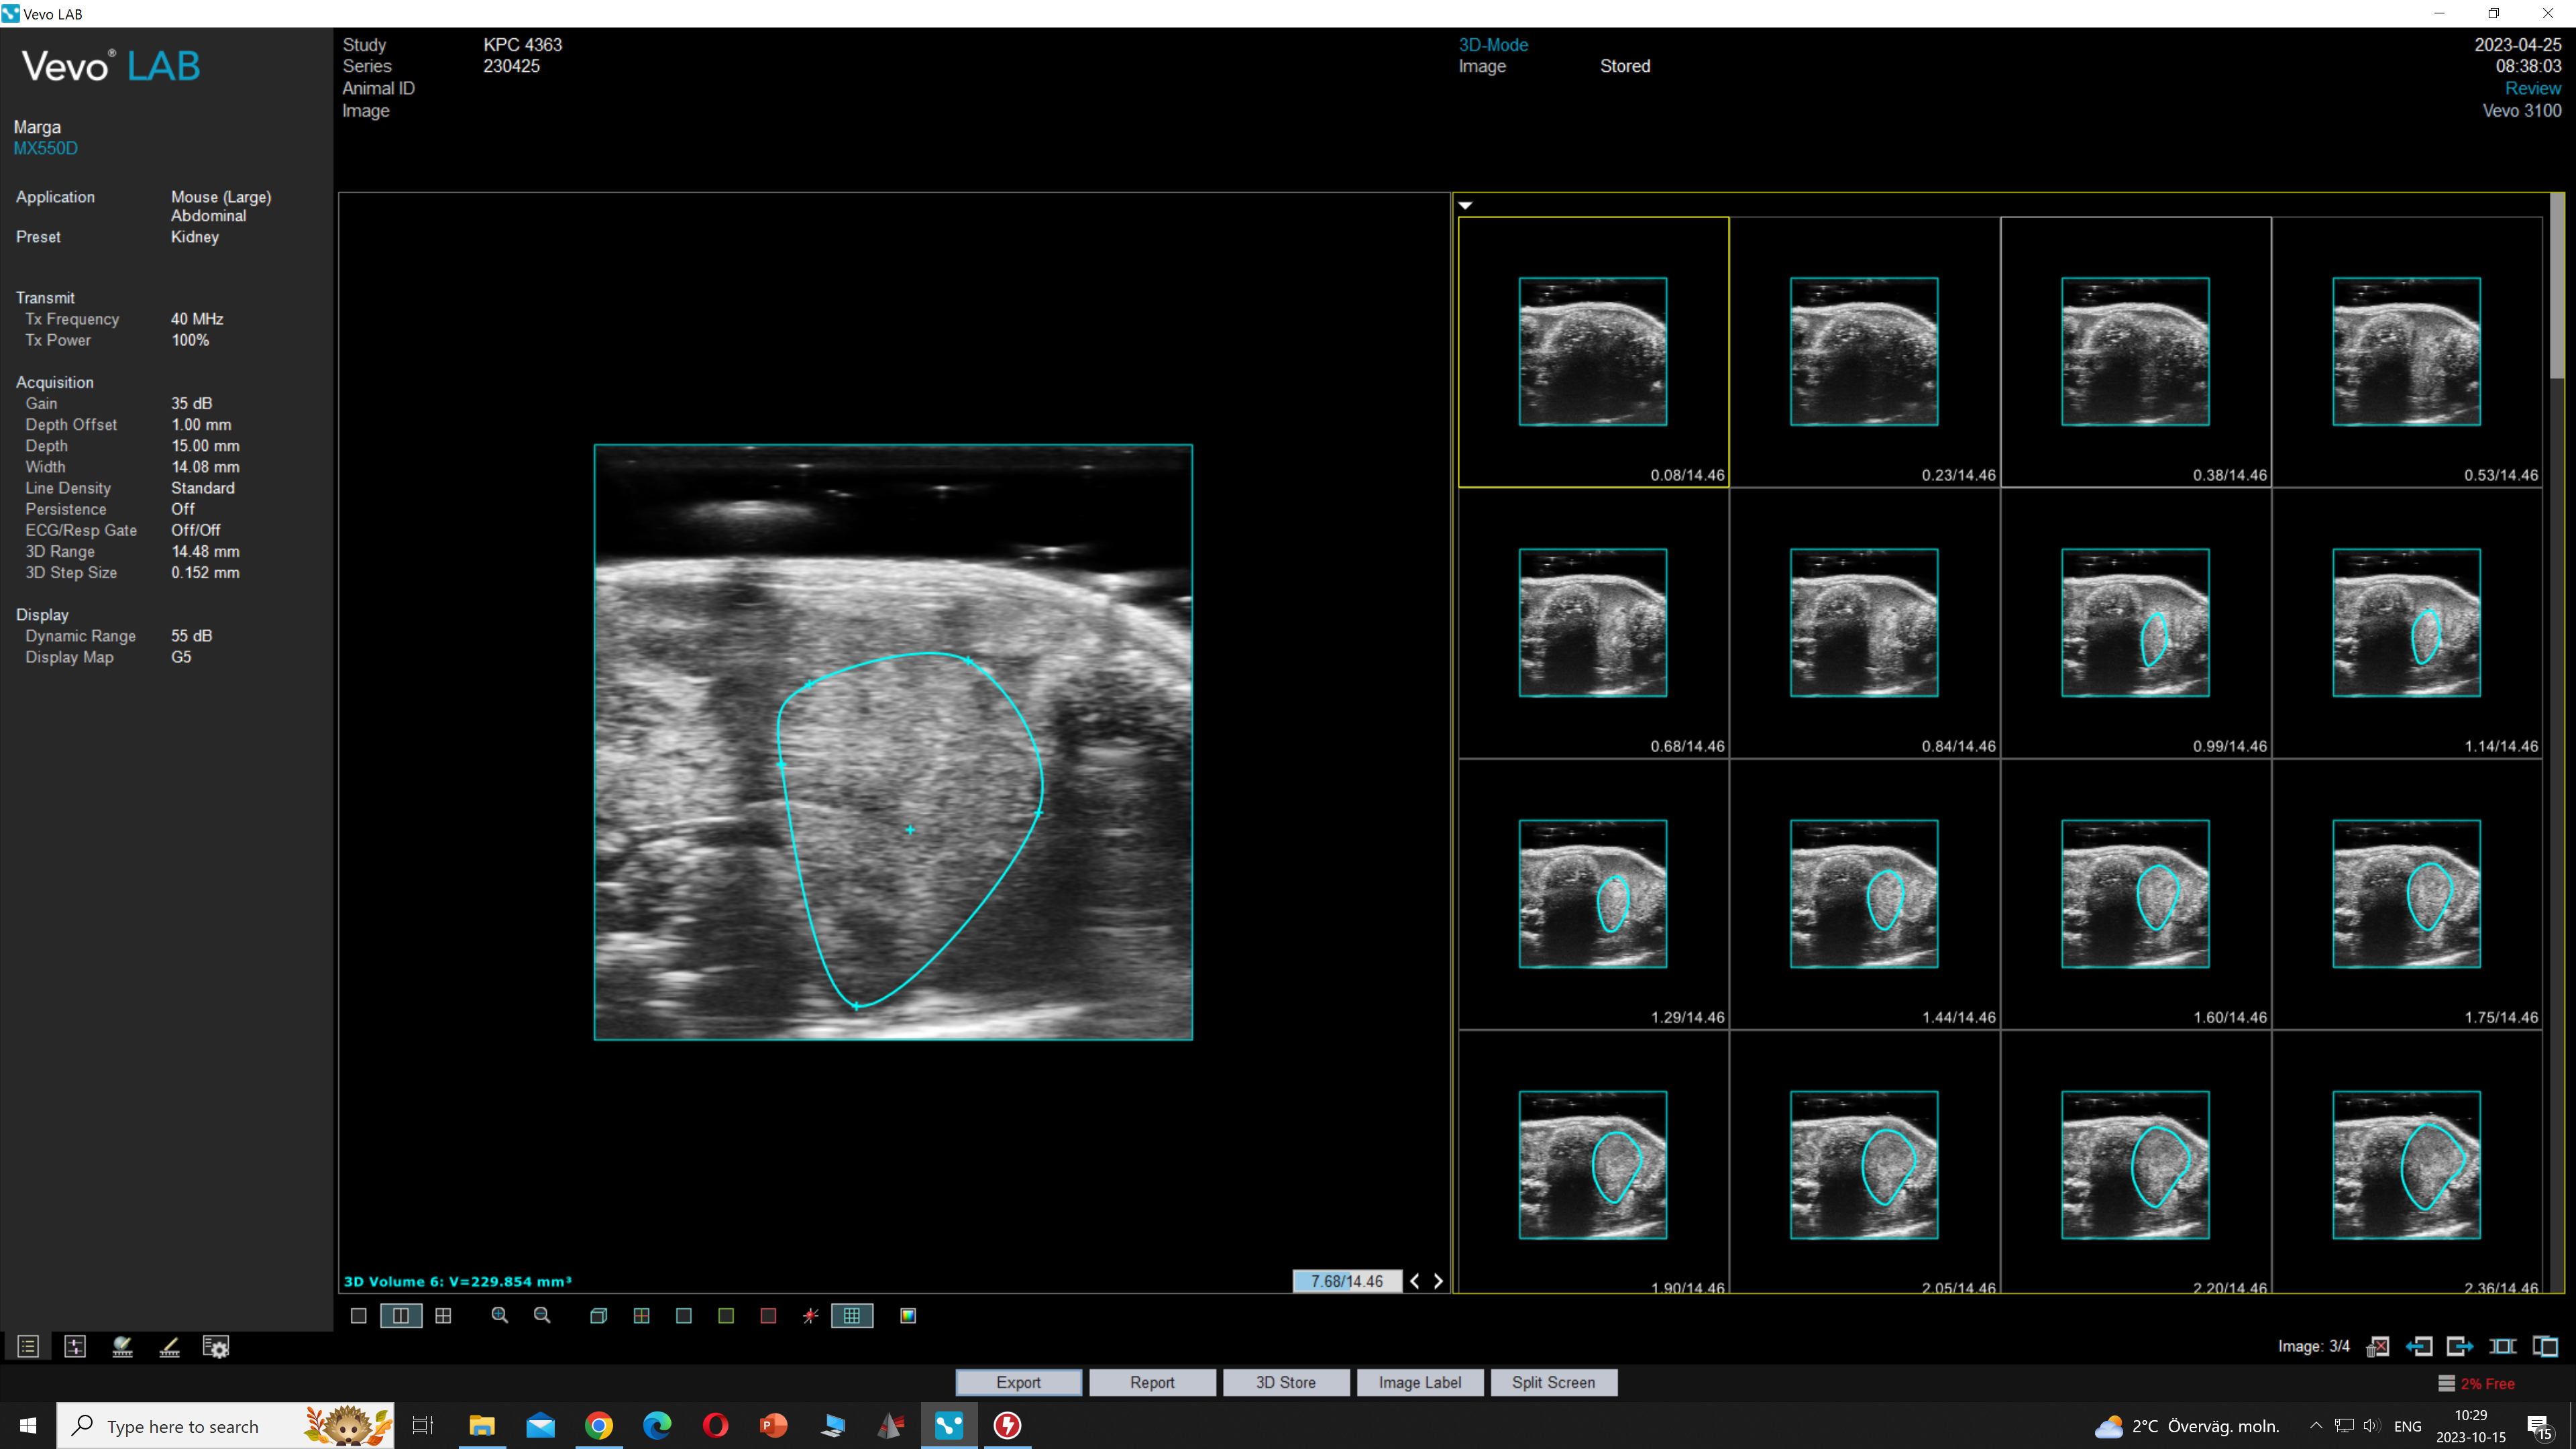 Vevo LAB
Vevo® LAB
Study KPC 4363
Series 230425
Animal ID
Image
3D-Mode
Image Stored
2023-04-25
08:38:03
Review
Vevo 3100
Marga
MX550D
Application Mouse (Large)
Abdominal
Preset Kidney
Transmit
Tx Frequency 40 MHz
Tx Power 100%
Acquisition
Gain 35 dB
Depth Offset 1.00 mm
Depth 15.00 mm
Width 14.08 mm
Line Density Standard
Persistence Off
ECG/Resp Gate Off/Off
3D Range 14.48 mm
3D Step Size 0.152 mm
Display
Dynamic Range 55 dB
Display Map G5
3D Volume 6: V=229.854 mm³
7.68/14.46
0.08/14.46 0.23/14.46 0.38/14.46 0.53/14.46
0.68/14.46 0.84/14.46 0.99/14.46 1.14/14.46
1.29/14.46 1.44/14.46 1.60/14.46 1.75/14.46
1.90/14.46 2.05/14.46 2.20/14.46 2.36/14.46
Image: 3/4
Export Report 3D Store Image Label Split Screen
2% Free
Type here to search
P
2°C Överväg. moln.
ENG
10:29
2023-10-15
15